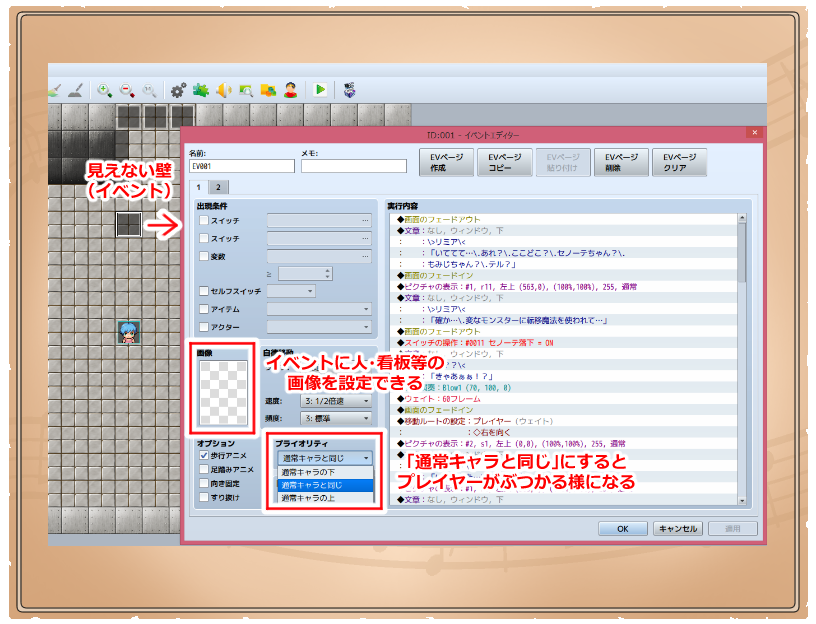 ID:001 - イベントエディター
名前:
メモ:
EV001
EVページ
作成
EVページ
コピー
EVページ
貼り付け
EVページ
削除
EVページ
クリア
見えない壁
（イベント）
1
2
出現条件
スイッチ
スイッチ
変数
≥
セルフスイッチ
アイテム
アクター
画像
自律移動
イベントに人・看板等の
画像を設定できる
速度:
3: 1/2倍速
頻度:
3: 標準
オプション
歩行アニメ
足踏みアニメ
向き固定
すり抜け
プライオリティ
通常キャラと同じ
通常キャラの下
通常キャラと同じ
通常キャラの上
実行内容
◆画面のフェードアウト
◆文章：なし, ウィンドウ, 下
：　　：\>リミア\<
：　　：「いててて…\.あれ？\.ここどこ？\.セノーテちゃん？\.
：　　：もみじちゃん？\.テル？」
◆画面のフェードイン
◆ピクチャの表示：#1, r11, 左上 (563,0), (100%,100%), 255, 通常
◆文章：なし, ウィンドウ, 下
：　　：\>リミア\<
：　　：「確か…\.変なモンスターに転移魔法を使われて…」
◆画面のフェードアウト
◆スイッチの操作：#0011 セノーテ落下 = ON
：？\<
：「きゃあぁぁ！？」
：Blow1 (70, 100, 0)
◆ウェイト：60フレーム
◆画面のフェードイン
◆移動ルートの設定：プレイヤー (ウェイト)
：　　：◇右を向く
◆ピクチャの表示：#2, s1, 左上 (0,0), (100%,100%), 255, 通常
「通常キャラと同じ」にすると
プレイヤーがぶつかる様になる
◆文章：なし, ウィンドウ, 下
OK
キャンセル
適用